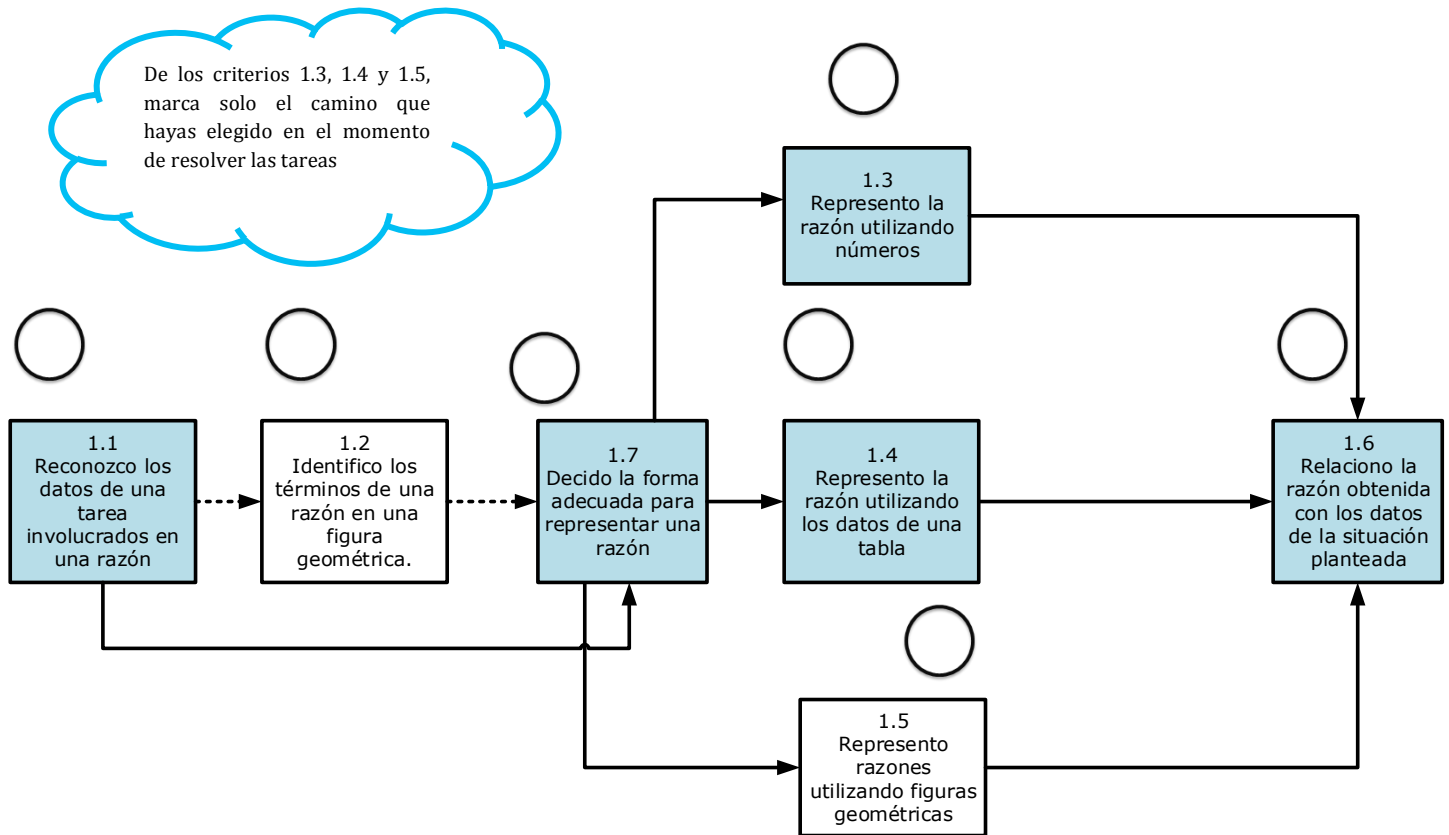 De los criterios 1.3, 1.4 y 1.5,
marca solo el camino que
hayas elegido en el momento
de resolver las tareas
1.3
Represento la
razón utilizando
números
1.1
Reconozco los
datos de una
tarea
involucrados en
una razón
1.2
Identifico los
términos de una
razón en una
figura
geométrica.
1.7
Decido la forma
adecuada para
representar una
razón
1.4
Represento la
razón utilizando
los datos de una
tabla
1.6
Relaciono la
razón obtenida
con los datos
de la situación
planteada
1.5
Represento
razones
utilizando figuras
geométricas